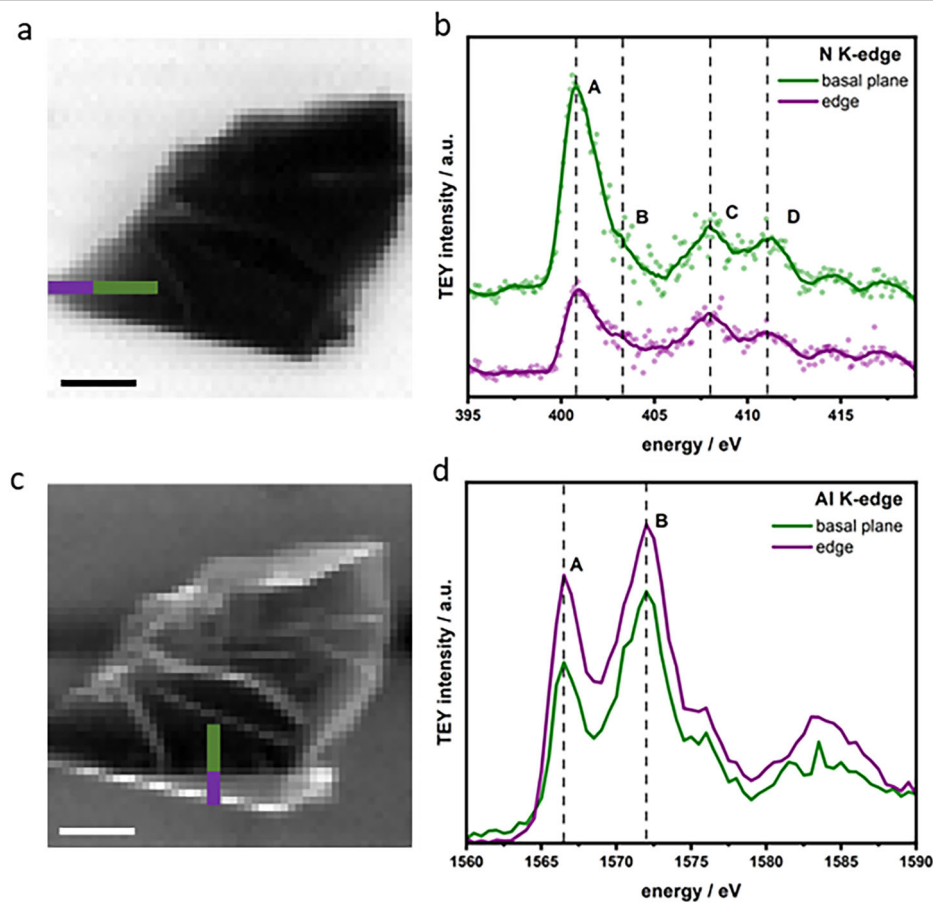 a
b
N K-edge
basal plane
edge
A
B
C
D
TEY intensity / a.u.
395
400
405
410
415
energy / eV
c
d
Al K-edge
basal plane
edge
A
B
TEY intensity / a.u.
1560
1565
1570
1575
1580
1585
1590
energy / eV